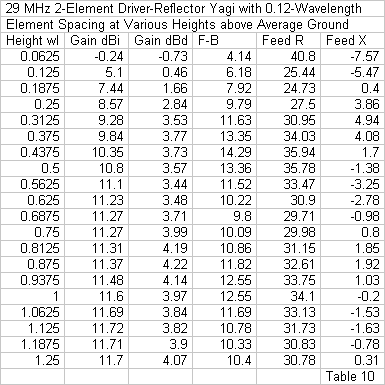 29 MHz 2-Element Driver-Reflector Yagi with 0.12-Wavelength
Element Spacing at Various Heights above Average Ground
Height wl Gain dBi Gain dBd F-B Feed R Feed X
0.0625 -0.24 -0.73 4.14 40.8 -7.57
0.125 5.1 0.46 6.18 25.44 -5.47
0.1875 7.44 1.66 7.92 24.73 0.4
0.25 8.57 2.84 9.79 27.5 3.86
0.3125 9.28 3.53 11.63 30.95 4.94
0.375 9.84 3.77 13.35 34.03 4.08
0.4375 10.35 3.73 14.29 35.94 1.7
0.5 10.8 3.57 13.36 35.78 -1.38
0.5625 11.1 3.44 11.52 33.47 -3.25
0.625 11.23 3.48 10.22 30.9 -2.78
0.6875 11.27 3.71 9.8 29.71 -0.98
0.75 11.27 3.99 10.09 29.98 0.8
0.8125 11.31 4.19 10.86 31.15 1.85
0.875 11.37 4.22 11.82 32.61 1.92
0.9375 11.48 4.14 12.55 33.75 1.03
1 11.6 3.97 12.55 34.1 -0.2
1.0625 11.69 3.84 11.69 33.13 -1.53
1.125 11.72 3.82 10.78 31.73 -1.63
1.1875 11.71 3.9 10.33 30.83 -0.78
1.25 11.7 4.07 10.4 30.78 0.31
Table 10